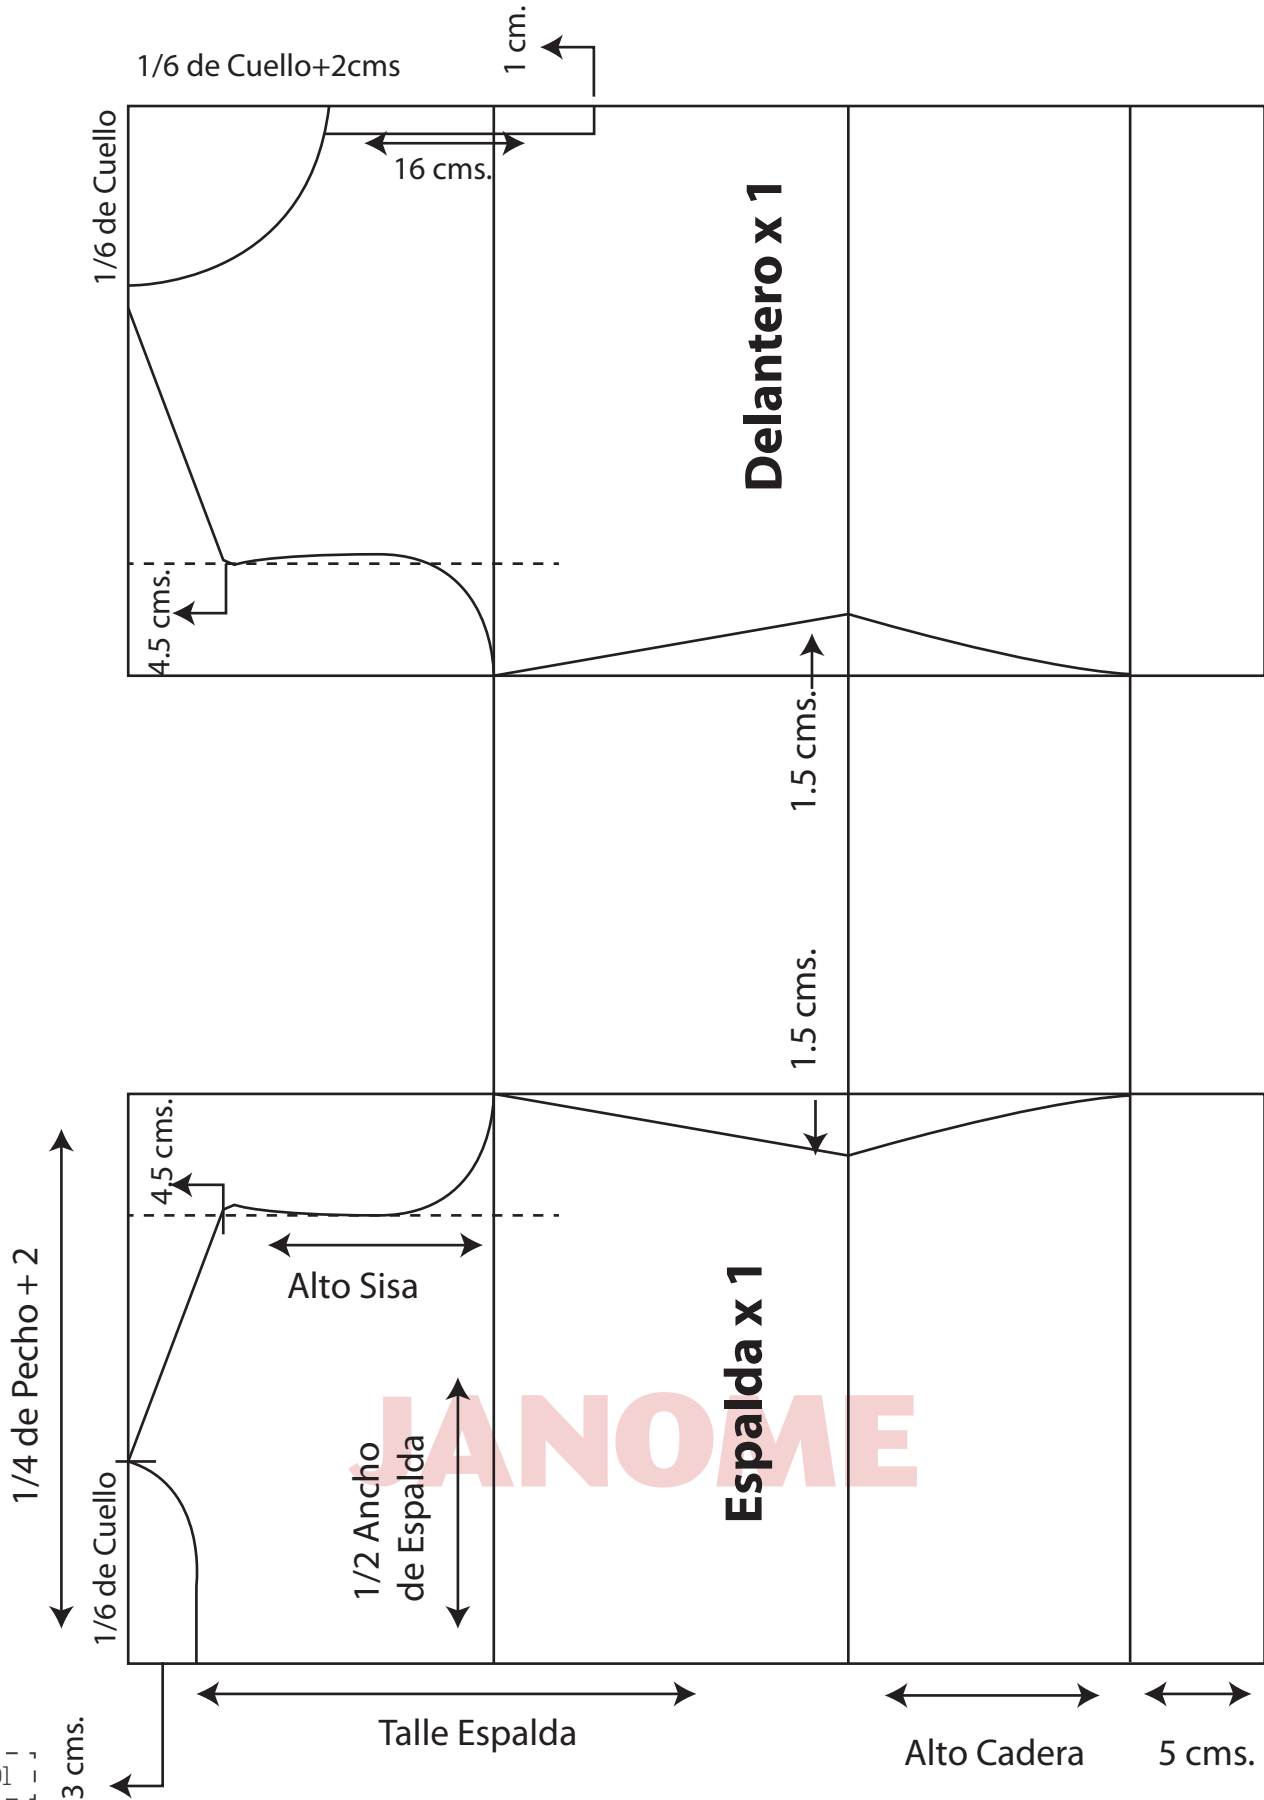 1/6 de Cuello+2cms
1 cm.
1/6 de Cuello
16 cms.
Delantero x 1
4.5 cms.
1.5 cms.
1.5 cms.
4.5 cms.
1/4 de Pecho + 2
Alto Sisa
Espalda x 1
JANOME
1/2 Ancho
de Espalda
1/6 de Cuello
3 cms.
Talle Espalda
Alto Cadera
5 cms.